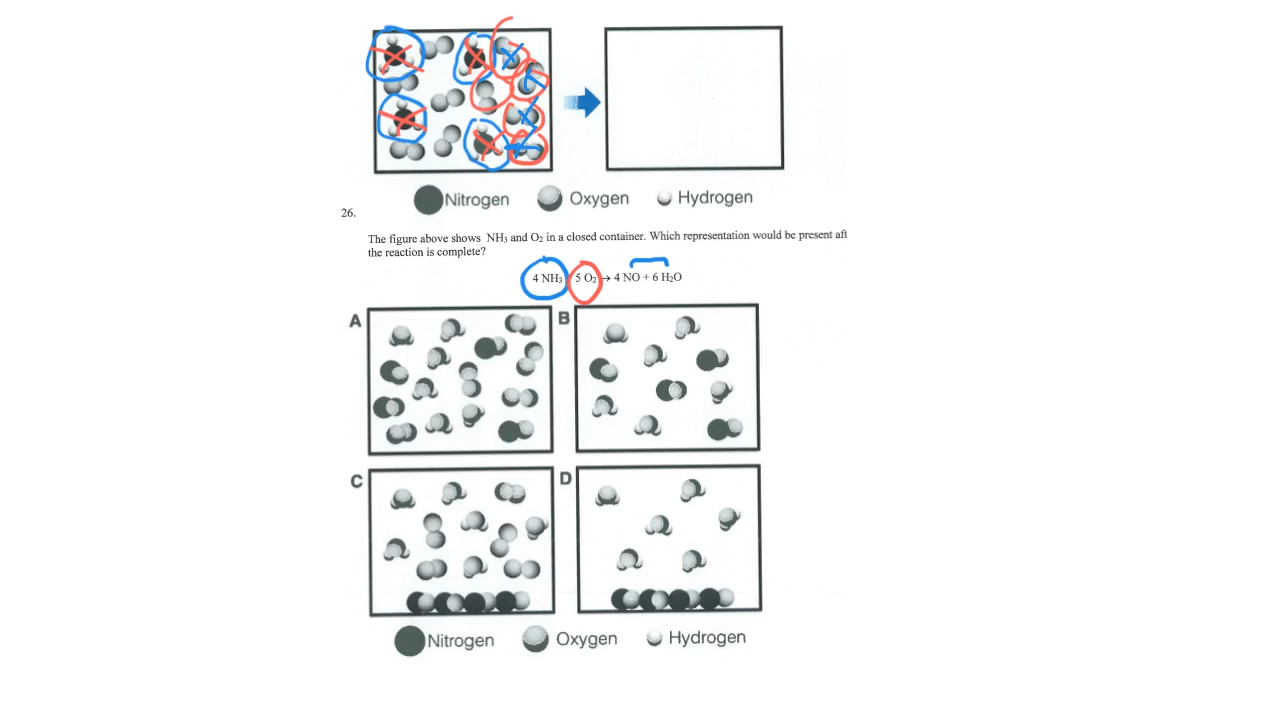 Nitrogen Oxygen Hydrogen
26.
The figure above shows NH₃ and O₂ in a closed container. Which representation would be present aft
the reaction is complete?
4 NH₃ 5 O₂ → 4 NO + 6 H₂O
A B
C D
Nitrogen Oxygen Hydrogen